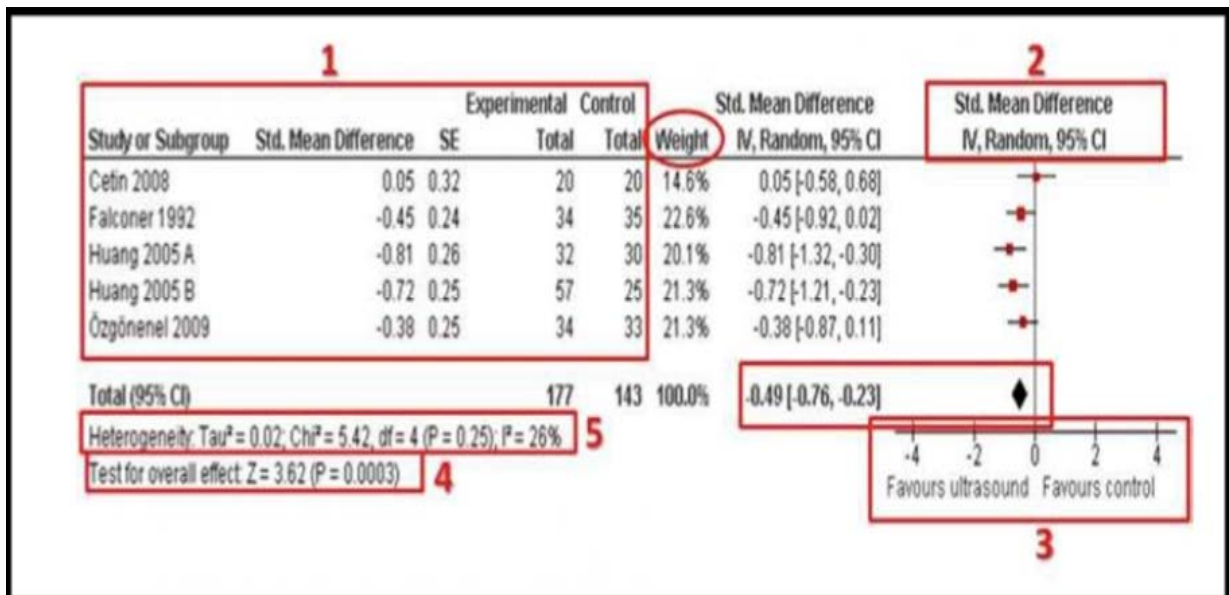 1
2
Experimental Control Std. Mean Difference Std. Mean Difference
Study or Subgroup Std. Mean Difference SE Total Total Weight IV, Random, 95% CI IV, Random, 95% CI
Cetin 2008 0.05 0.32 20 20 14.6% 0.05 [-0.58, 0.68]
Falconer 1992 -0.45 0.24 34 35 22.6% -0.45 [-0.92, 0.02]
Huang 2005 A -0.81 0.26 32 30 20.1% -0.81 [-1.32, -0.30]
Huang 2005 B -0.72 0.25 57 25 21.3% -0.72 [-1.21, -0.23]
Özgönenel 2009 -0.38 0.25 34 33 21.3% -0.38 [-0.87, 0.11]
Total (95% CI) 177 143 100.0% -0.49 [-0.76, -0.23]
Heterogeneity: Tau² = 0.02; Chi² = 5.42, df = 4 (P = 0.25); I² = 26% 5
Test for overall effect: Z = 3.62 (P = 0.0003) 4
-4 -2 0 2 4
Favours ultrasound Favours control
3